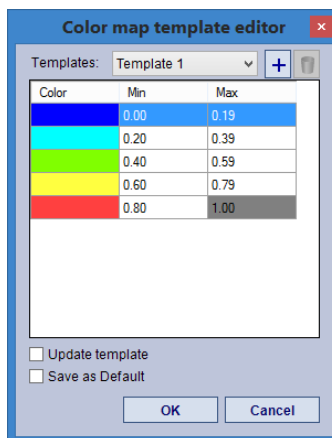 Color map template editor ×
Templates: Template 1 +
Color Min Max
0.00 0.19
0.20 0.39
0.40 0.59
0.60 0.79
0.80 1.00
Update template
Save as Default
OK Cancel